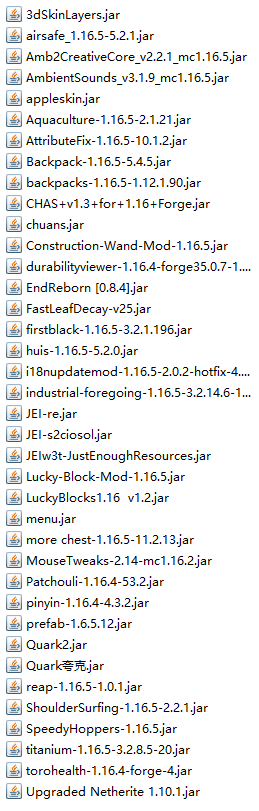 3dSkinLayers.jar
airsafe_1.16.5-5.2.1.jar
Amb2CreativeCore_v2.2.1_mc1.16.5.jar
AmbientSounds_v3.1.9_mc1.16.5.jar
appleskin.jar
Aquaculture-1.16.5-2.1.21.jar
AttributeFix-1.16.5-10.1.2.jar
Backpack-1.16.5-5.4.5.jar
backpacks-1.16.5-1.12.1.90.jar
CHAS+v1.3+for+1.16+Forge.jar
chuans.jar
Construction-Wand-Mod-1.16.5.jar
durabilityviewer-1.16.4-forge35.0.7-1....
EndReborn [0.8.4].jar
FastLeafDecay-v25.jar
firstblack-1.16.5-3.2.1.196.jar
huis-1.16.5-5.2.0.jar
i18nupdatemod-1.16.5-2.0.2-hotfix-4....
industrial-foregoing-1.16.5-3.2.14.6-1...
JEI-re.jar
JEI-s2ciosol.jar
JEIw3t-JustEnoughResources.jar
Lucky-Block-Mod-1.16.5.jar
LuckyBlocks1.16  v1.2.jar
menu.jar
more chest-1.16.5-11.2.13.jar
MouseTweaks-2.14-mc1.16.2.jar
Patchouli-1.16.4-53.2.jar
pinyin-1.16.4-4.3.2.jar
prefab-1.6.5.12.jar
Quark2.jar
Quark夸克.jar
reap-1.16.5-1.0.1.jar
ShoulderSurfing-1.16.5-2.2.1.jar
SpeedyHoppers-1.16.5.jar
titanium-1.16.5-3.2.8.5-20.jar
torohealth-1.16.4-forge-4.jar
Upgraded Netherite 1.10.1.jar